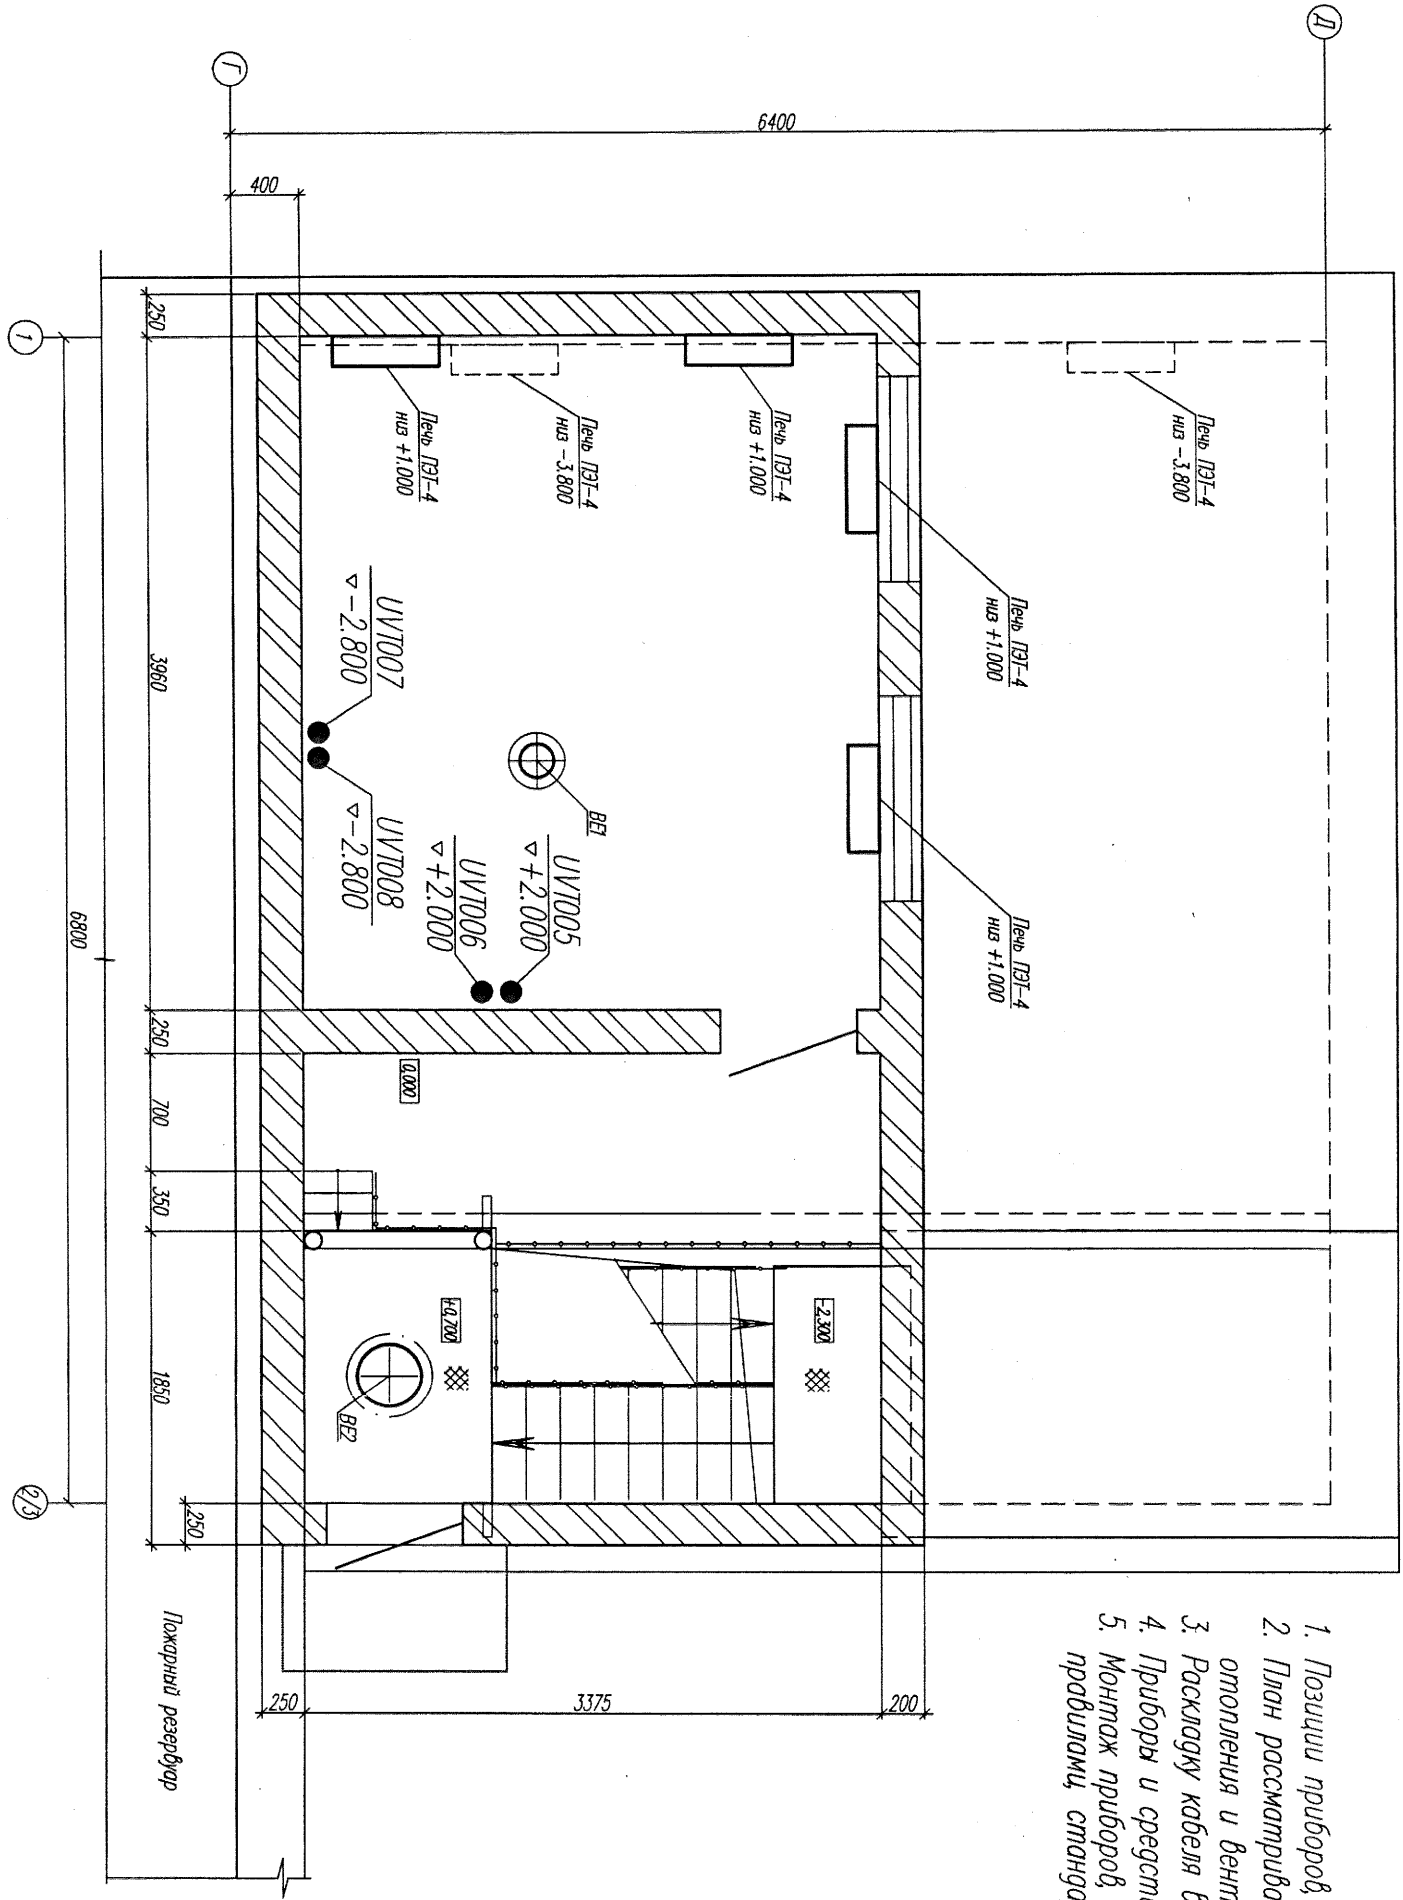 Д
Г
6400
400
1
250
3960
250
700
350
1850
250
6800
2/3
Печь ПЭТ-4
низ -3.800
Печь ПЭТ-4
низ +1.000
Печь ПЭТ-4
низ -3.800
Печь ПЭТ-4
низ +1.000
Печь ПЭТ-4
низ +1.000
Печь ПЭТ-4
низ +1.000
UVT007
-2.800
UVT008
-2.800
UVT005
+2.000
UVT006
+2.000
ВЕ1
0,000
-2,300
+0,700
ВЕ2
250
3375
200
Пожарный резервуар
1. Позиции приборов,
2. План рассматрива
отопления и вент
3. Раскладку кабеля в
4. Приборы и средст
5. Монтаж приборов,
правилами, станда